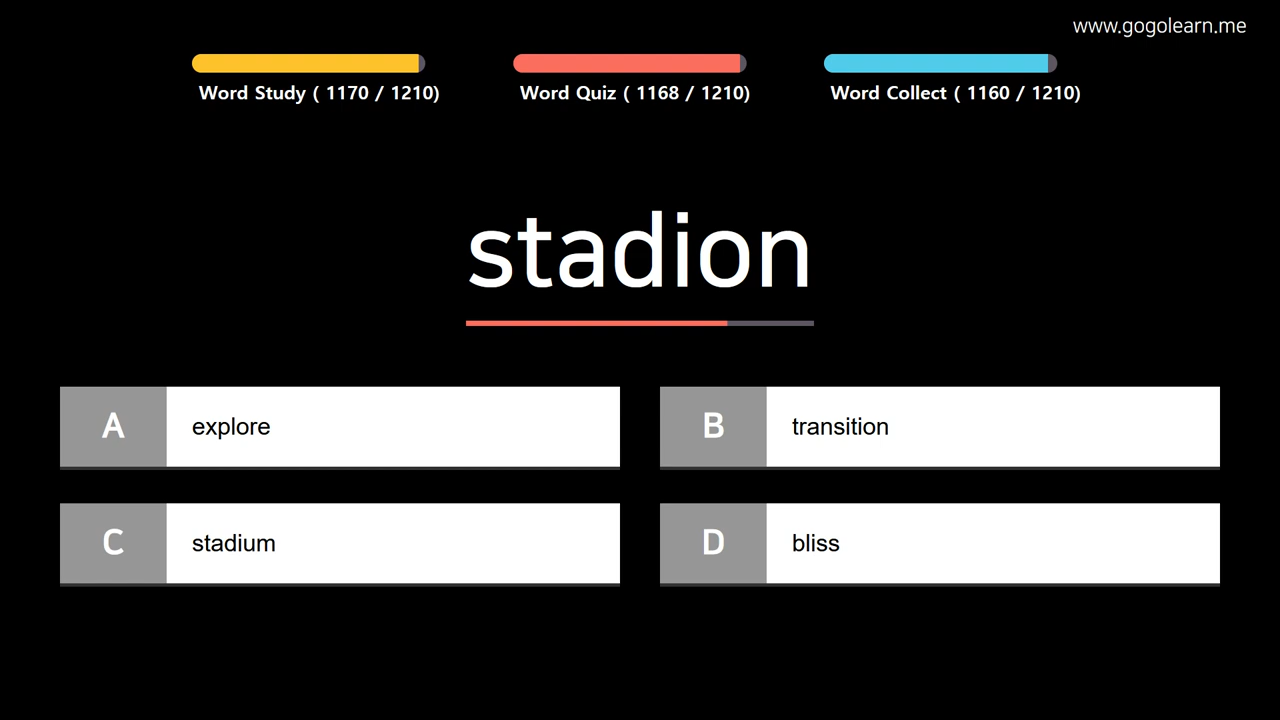 www.gogolearn.me
Word Study ( 1170 / 1210)
Word Quiz ( 1168 / 1210)
Word Collect ( 1160 / 1210)
stadion
A
explore
B
transition
C
stadium
D
bliss